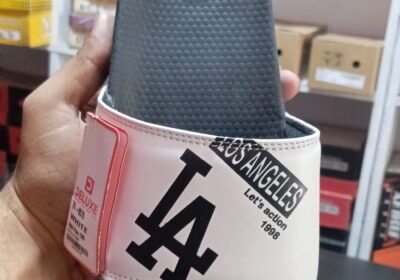 LOS ANGELES
Let's action
1998
LA
DELUXE
WHITE